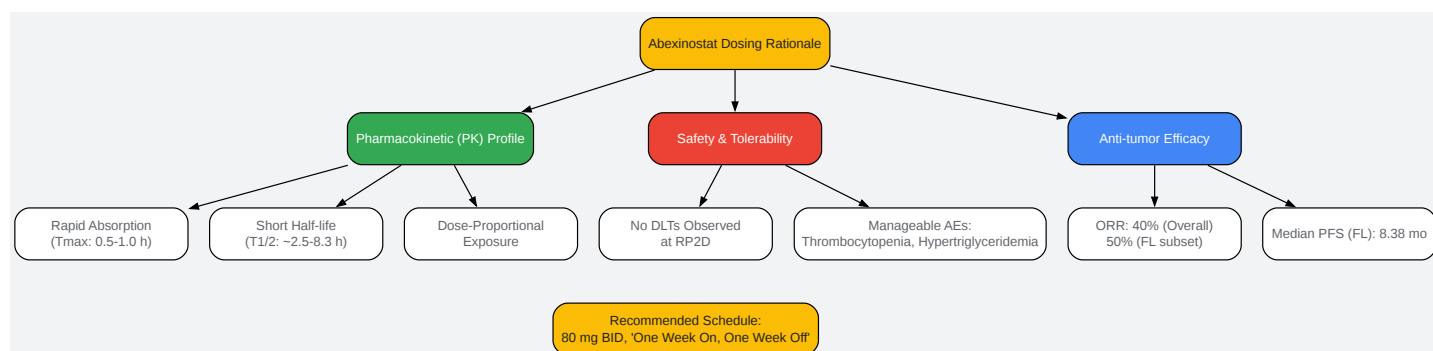 Abexinostat Dosing Rationale
Pharmacokinetic (PK) Profile
Safety & Tolerability
Anti-tumor Efficacy
Rapid Absorption
(Tmax: 0.5-1.0 h)
Short Half-life
(T1/2: ~2.5-8.3 h)
Dose-Proportional
Exposure
No DLTs Observed
at RP2D
Manageable AEs:
Thrombocytopenia, Hypertriglyceridemia
ORR: 40% (Overall)
50% (FL subset)
Median PFS (FL): 8.38 mo
Recommended Schedule:
80 mg BID, 'One Week On, One Week Off'